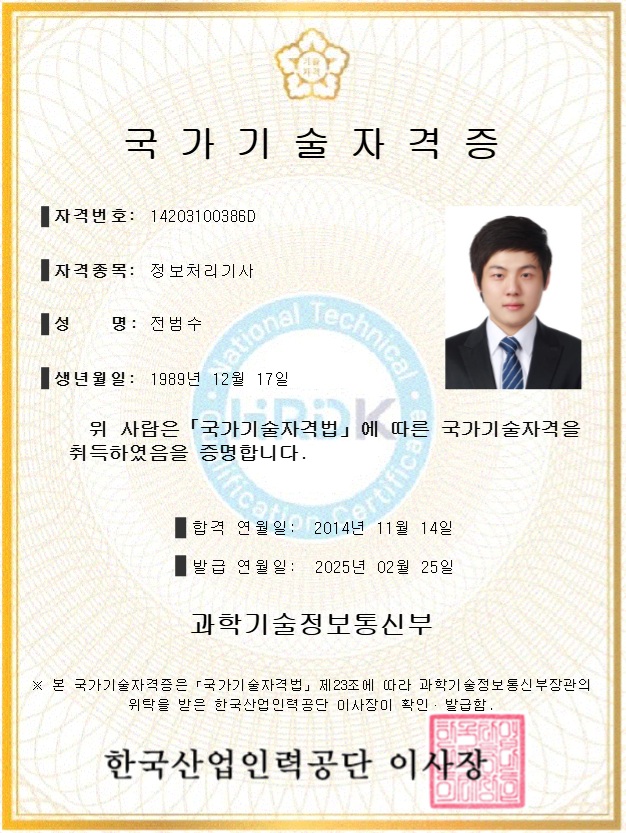 기술
자격
국가기술자격증
자격번호: 14203100386D
자격종목: 정보처리기사
성 명: 전범수
생년월일: 1989년 12월 17일
National Technical
HRDK
Qualification Certificate
위 사람은「국가기술자격법」에 따른 국가기술자격을
취득하였음을 증명합니다.
합격 연월일: 2014년 11월 14일
발급 연월일: 2025년 02월 25일
과학기술정보통신부
※ 본 국가기술자격증은「국가기술자격법」제23조에 따라 과학기술정보통신부장관의
위탁을 받은 한국산업인력공단 이사장이 확인·발급함.
한국산업인력공단 이사장